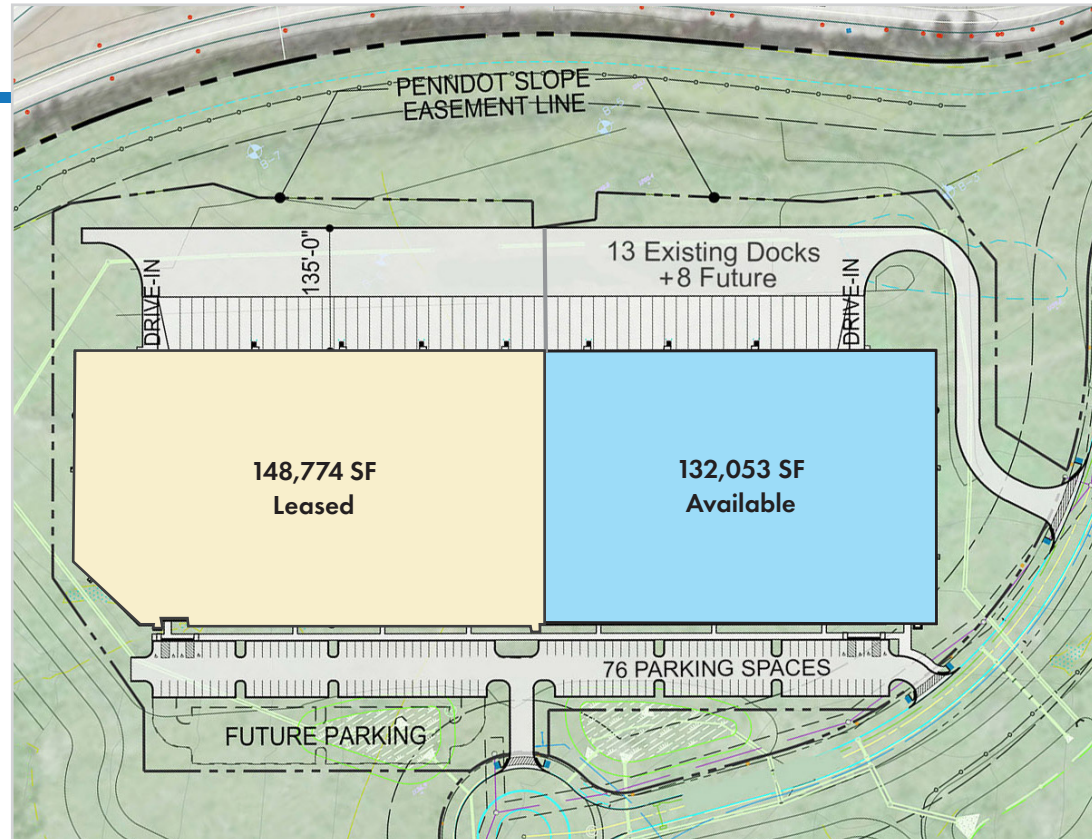 PENNDOT SLOPE
EASEMENT LINE
135'-0"
13 Existing Docks
+8 Future
DRIVE-IN
DRIVE-IN
148,774 SF
Leased
132,053 SF
Available
76 PARKING SPACES
FUTURE PARKING